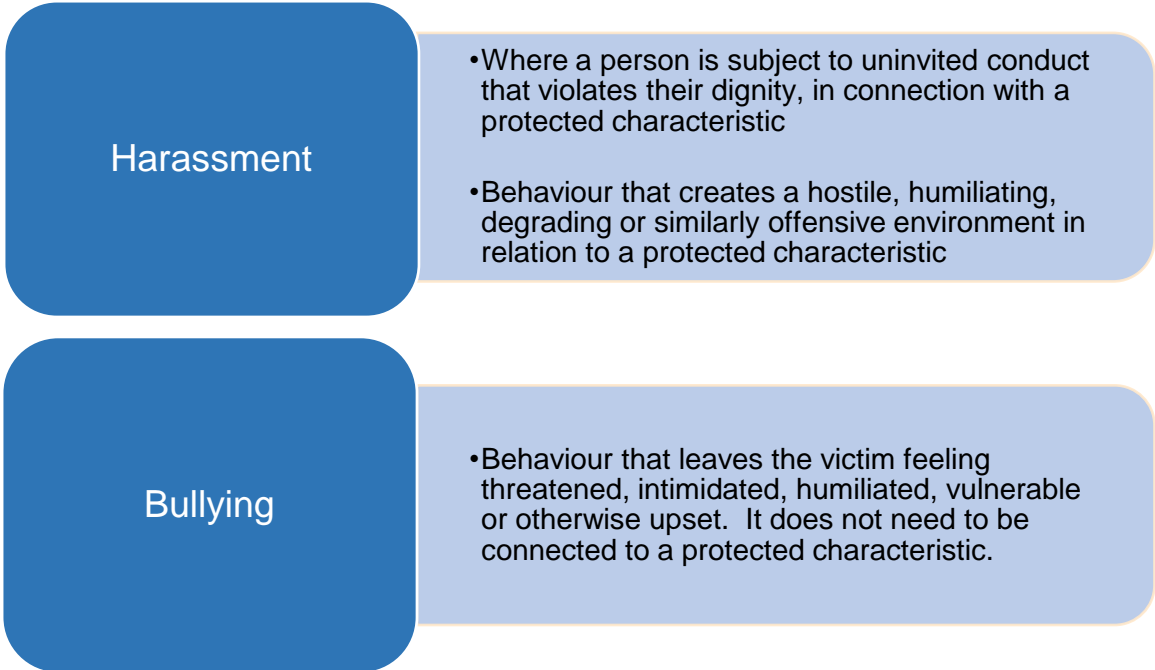 Harassment
•Where a person is subject to uninvited conduct
that violates their dignity, in connection with a
protected characteristic
•Behaviour that creates a hostile, humiliating,
degrading or similarly offensive environment in
relation to a protected characteristic
Bullying
•Behaviour that leaves the victim feeling
threatened, intimidated, humiliated, vulnerable
or otherwise upset.  It does not need to be
connected to a protected characteristic.